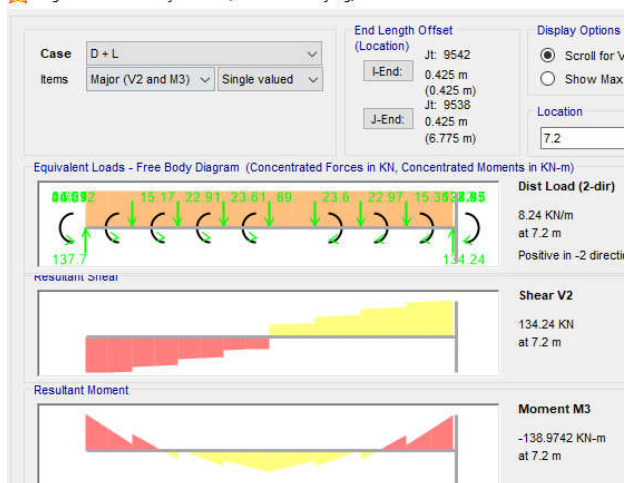 Case D + L
Items Major (V2 and M3) Single valued
End Length Offset
(Location)
Jt: 9542
I-End: 0.425 m
(0.425 m)
Jt: 9538
J-End: 0.425 m
(6.775 m)
Display Options
Scroll for V
Show Max
Location
7.2
Equivalent Loads - Free Body Diagram (Concentrated Forces in KN, Concentrated Moments in KN-m)
15.17 22.91 23.61 .89 23.6 22.97
137.7 134.24
Dist Load (2-dir)
8.24 KN/m
at 7.2 m
Positive in -2 directi
Resultant Shear
Shear V2
134.24 KN
at 7.2 m
Resultant Moment
Moment M3
-138.9742 KN-m
at 7.2 m